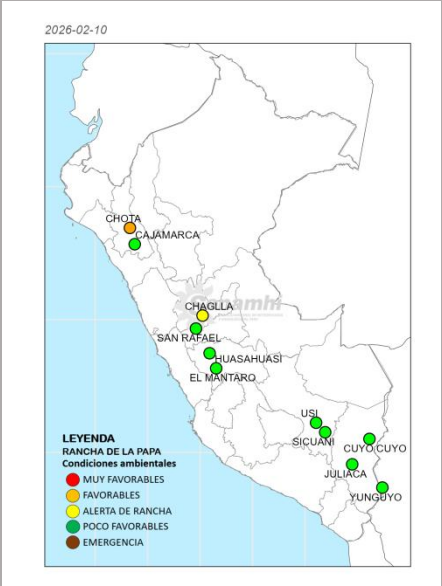 2026-02-10
CHOTA
CAJAMARCA
CHAGLLA
SAN RAFAEL
HUASAHUASI
EL MANTARO
USI
SICUANI
CUYO CUYO
JULIACA
YUNGUYO
LEYENDA
RANCHA DE LA PAPA
Condiciones ambientales
MUY FAVORABLES
FAVORABLES
ALERTA DE RANCHA
POCO FAVORABLES
EMERGENCIA